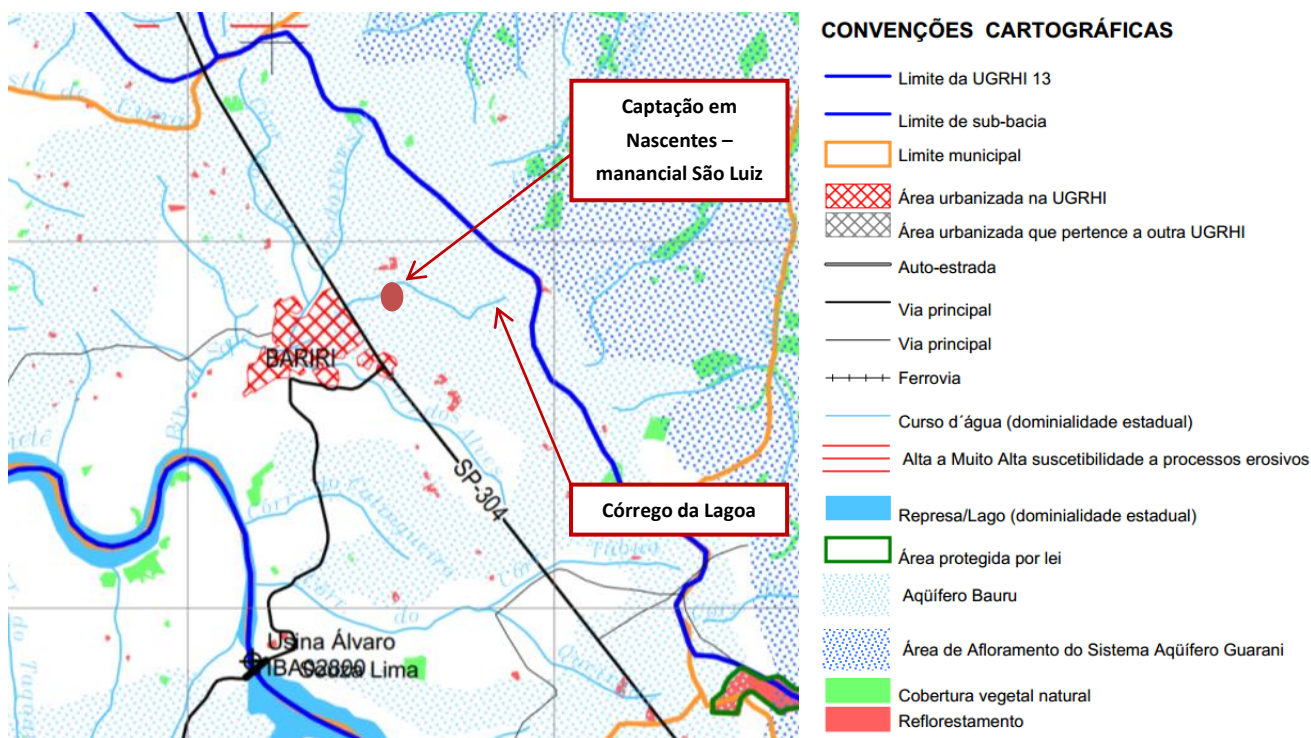 Captação em
Nascentes –
manancial São Luiz
BARIRI
SP-304
Córrego da Lagoa
Usina Álvaro
Souza Lima
CONVENÇÕES CARTOGRÁFICAS
Limite da UGRHI 13
Limite de sub-bacia
Limite municipal
Área urbanizada na UGRHI
Área urbanizada que pertence a outra UGRHI
Auto-estrada
Via principal
Via principal
Ferrovia
Curso d´água (dominialidade estadual)
Alta a Muito Alta suscetibilidade a processos erosivos
Represa/Lago (dominialidade estadual)
Área protegida por lei
Aqüífero Bauru
Área de Afloramento do Sistema Aqüífero Guarani
Cobertura vegetal natural
Reflorestamento